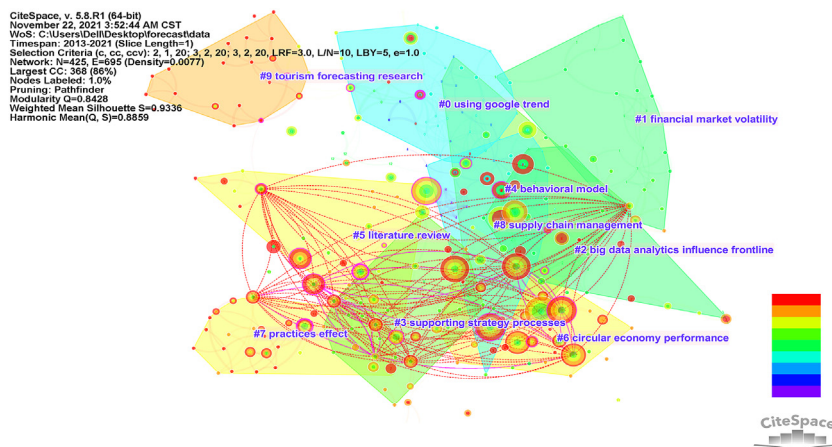 CiteSpace, v. 5.8.R1 (64-bit)
November 22, 2021 3:52:44 AM CST
WoS: C:\Users\Dell\Desktop\forecast\data
Timespan: 2013-2021 (Slice Length=1)
Selection Criteria (c, cc, ccv): 2, 1, 20; 3, 2, 20; 3, 2, 20, LRF=3.0, L/N=10, LBY=5, e=1.0
Network: N=425, E=695 (Density=0.0077)
Largest CC: 368 (86%)
Nodes Labeled: 1.0%
Pruning: Pathfinder
Modularity Q=0.8428
Weighted Mean Silhouette S=0.9336
Harmonic Mean(Q, S)=0.8859
#9 tourism forecasting research
#0 using google trend
#1 financial market volatility
#4 behavioral model
#8 supply chain management
#5 literature review
#2 big data analytics influence frontline
#3 supporting strategy processes
#7 practices effect
#6 circular economy performance
CiteSpace